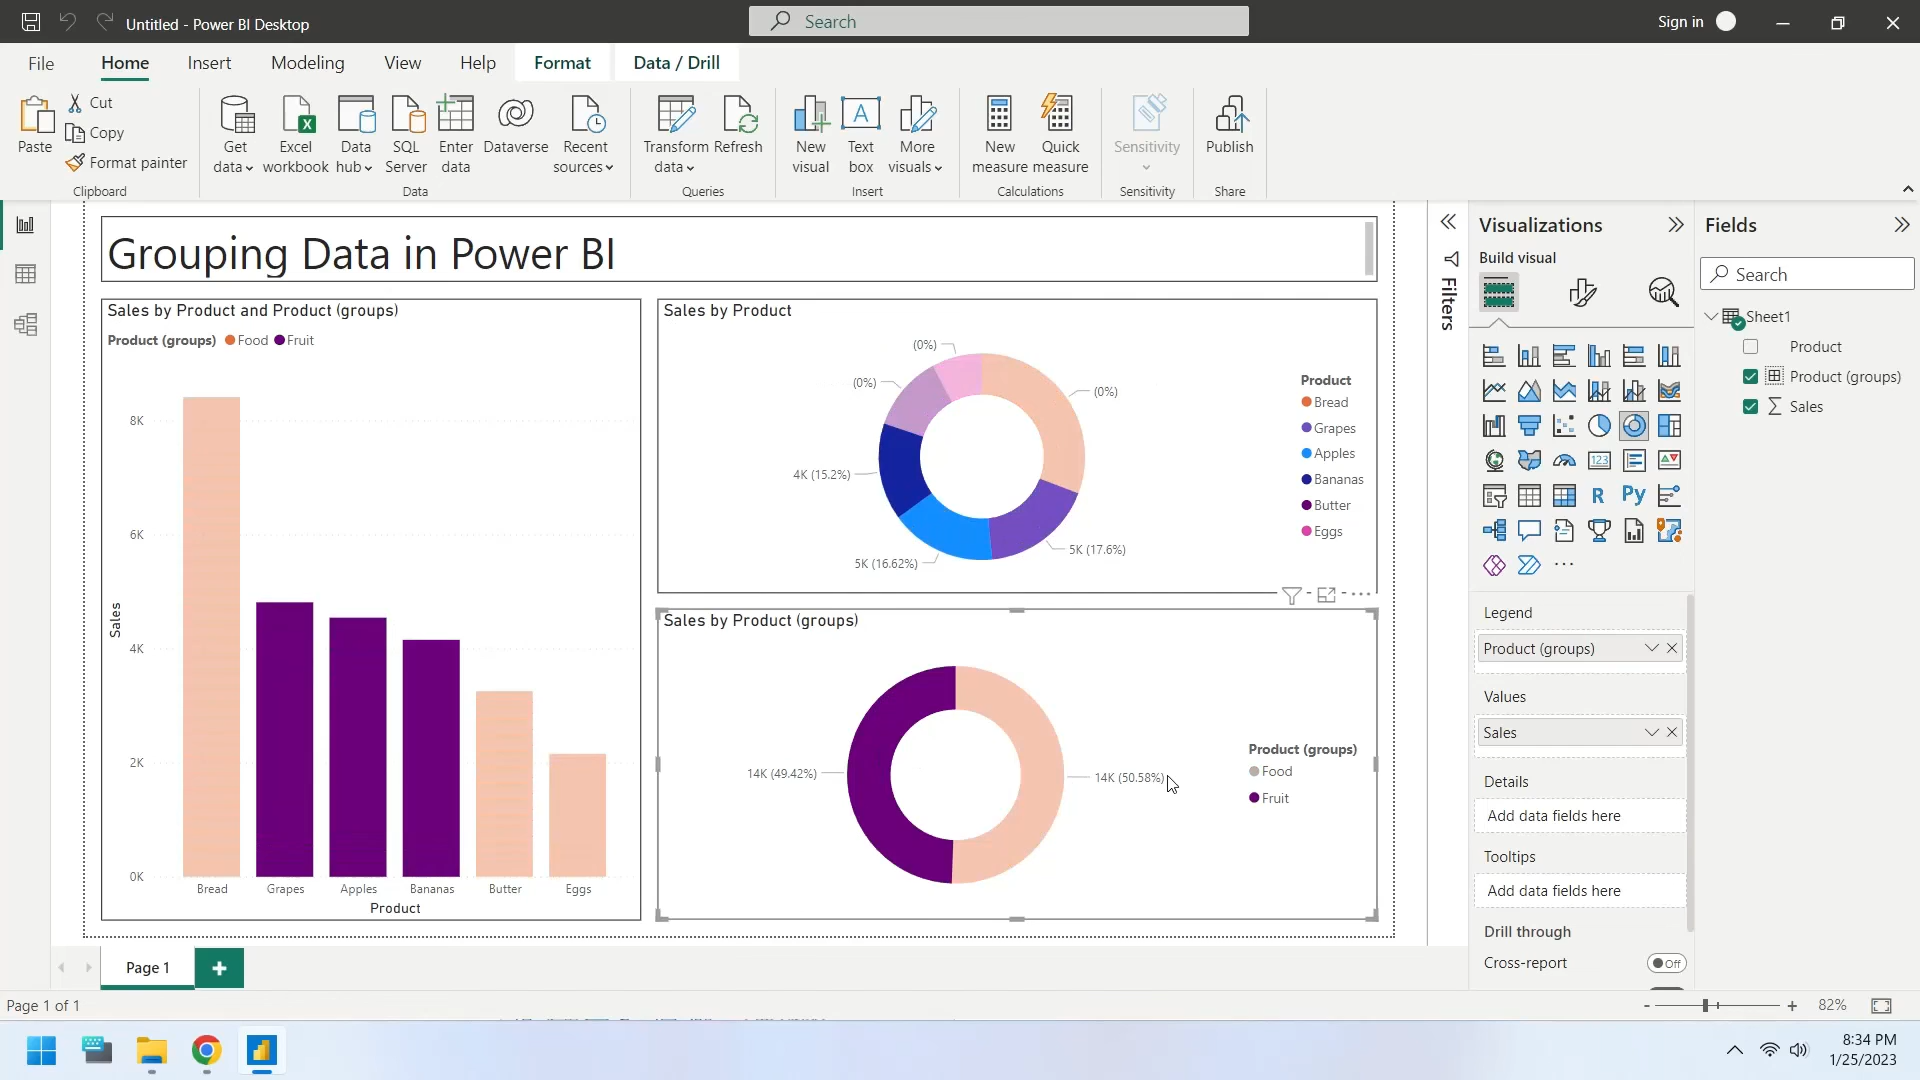 Untitled - Power BI Desktop
Search
Sign in
File
Home
Insert
Modeling
View
Help
Format
Data / Drill
Paste
Cut
Copy
Format painter
Clipboard
Get data
Excel workbook
Data hub
SQL Server
Enter data
Dataverse
Recent sources
Data
Transform data
Refresh
Queries
New visual
Text box
More visuals
Insert
New measure
Quick measure
Calculations
Sensitivity
Sensitivity
Publish
Share
Grouping Data in Power BI
Sales by Product and Product (groups)
Product (groups) Food Fruit
8K
6K
4K
2K
0K
Sales
Bread Grapes Apples Bananas Butter Eggs
Product
Sales by Product
(0%)
(0%)
(0%)
4K (15.2%)
5K (17.6%)
5K (16.62%)
Product
Bread
Grapes
Apples
Bananas
Butter
Eggs
Sales by Product (groups)
14K (49.42%)
14K (50.58%)
Product (groups)
Food
Fruit
Filters
Visualizations
Build visual
123
R
Py
Legend
Product (groups)
Values
Sales
Details
Add data fields here
Tooltips
Add data fields here
Drill through
Cross-report
Off
Fields
Search
Sheet1
Product
Product (groups)
Sales
Page 1
Page 1 of 1
82%
8:34 PM
1/25/2023